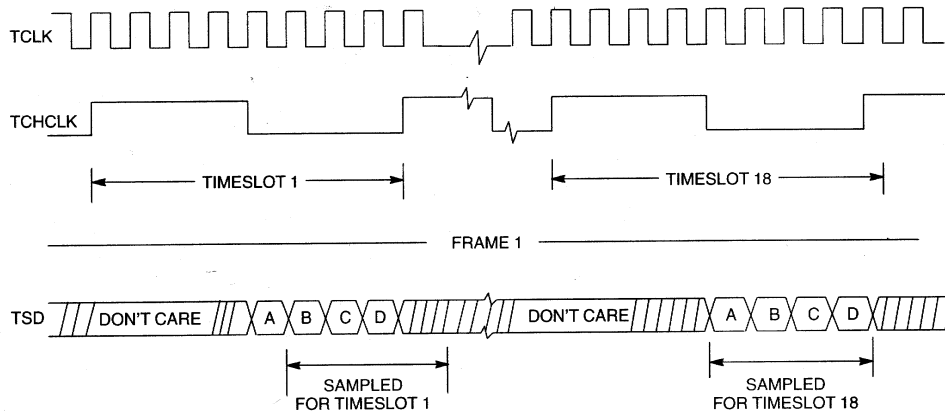 TCLK
TCHCLK
TIMESLOT 1
TIMESLOT 18
FRAME 1
TSD
DON'T CARE
A
B
C
D
DON'T CARE
A
B
C
D
SAMPLED
FOR TIMESLOT 1
SAMPLED
FOR TIMESLOT 18